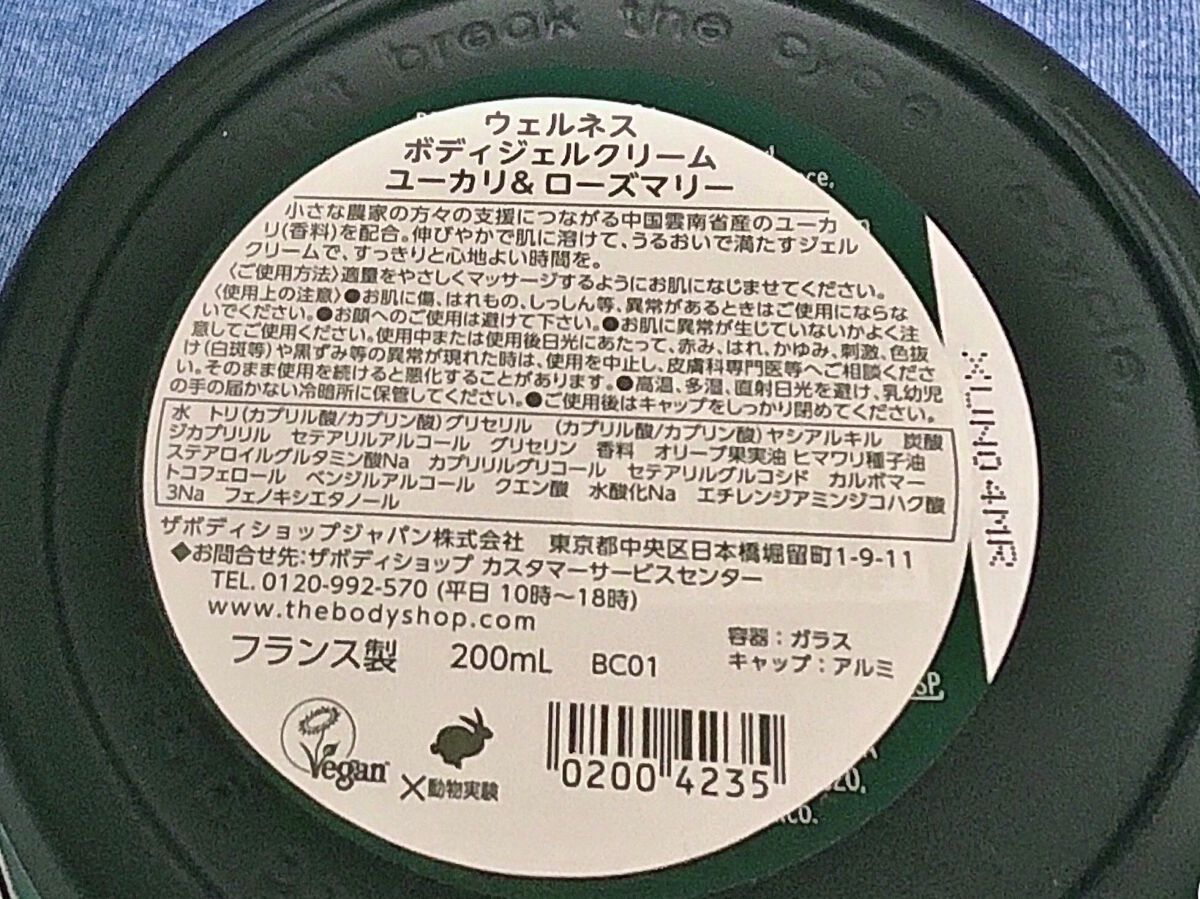 break the cycle
ウェルネス
ボディジェルクリーム
ユーカリ& ローズマリー
小さな農家の方々の支援につながる中国雲南省産のユーカ
リ(香料)を配合。伸びやかで肌に溶けて、うるおいで満たすジェル
クリームで、すっきりと心地よい時間を。
〈ご使用方法〉適量をやさしくマッサージするようにお肌になじませてください。
〈使用上の注意〉●お肌に傷、はれもの、しっしん等、異常があるときはご使用にならな
いでください。●お顔へのご使用は避けて下さい。●お肌に異常が生じていないかよく注
意してご使用ください。使用中または使用後日光にあたって、赤み、はれ、かゆみ、刺激、色抜
け(白斑等)や黒ずみ等の異常が現れた時は、使用を中止し、皮膚科専門医等へご相談くださ
い。そのまま使用を続けると悪化することがあります。●高温、多湿、直射日光を避け、乳幼児
の手の届かない冷暗所に保管してください。●ご使用後はキャップをしっかり閉めてください。
水 トリ(カプリル酸/カプリン酸)グリセリル (カプリル酸/カプリン酸)ヤシアルキル 炭酸
ジカプリリル セテアリルアルコール グリセリン 香料 オリーブ果実油 ヒマワリ種子油
ステアロイルグルタミン酸Na カプリリルグリコール セテアリルグルコシド カルボマー
トコフェロール ベンジルアルコール クエン酸 水酸化Na エチレンジアミンジコハク酸
3Na フェノキシエタノール
ザボディショップジャパン株式会社 東京都中央区日本橋堀留町1-9-11
◆お問合せ先:ザボディショップ カスタマーサービスセンター
TEL. 0120-992-570 (平日 10時～18時)
www.thebodyshop.com
フランス製 200mL BC01
容器：ガラス
キャップ：アルミ
Vegan
×動物実験
0200 4235